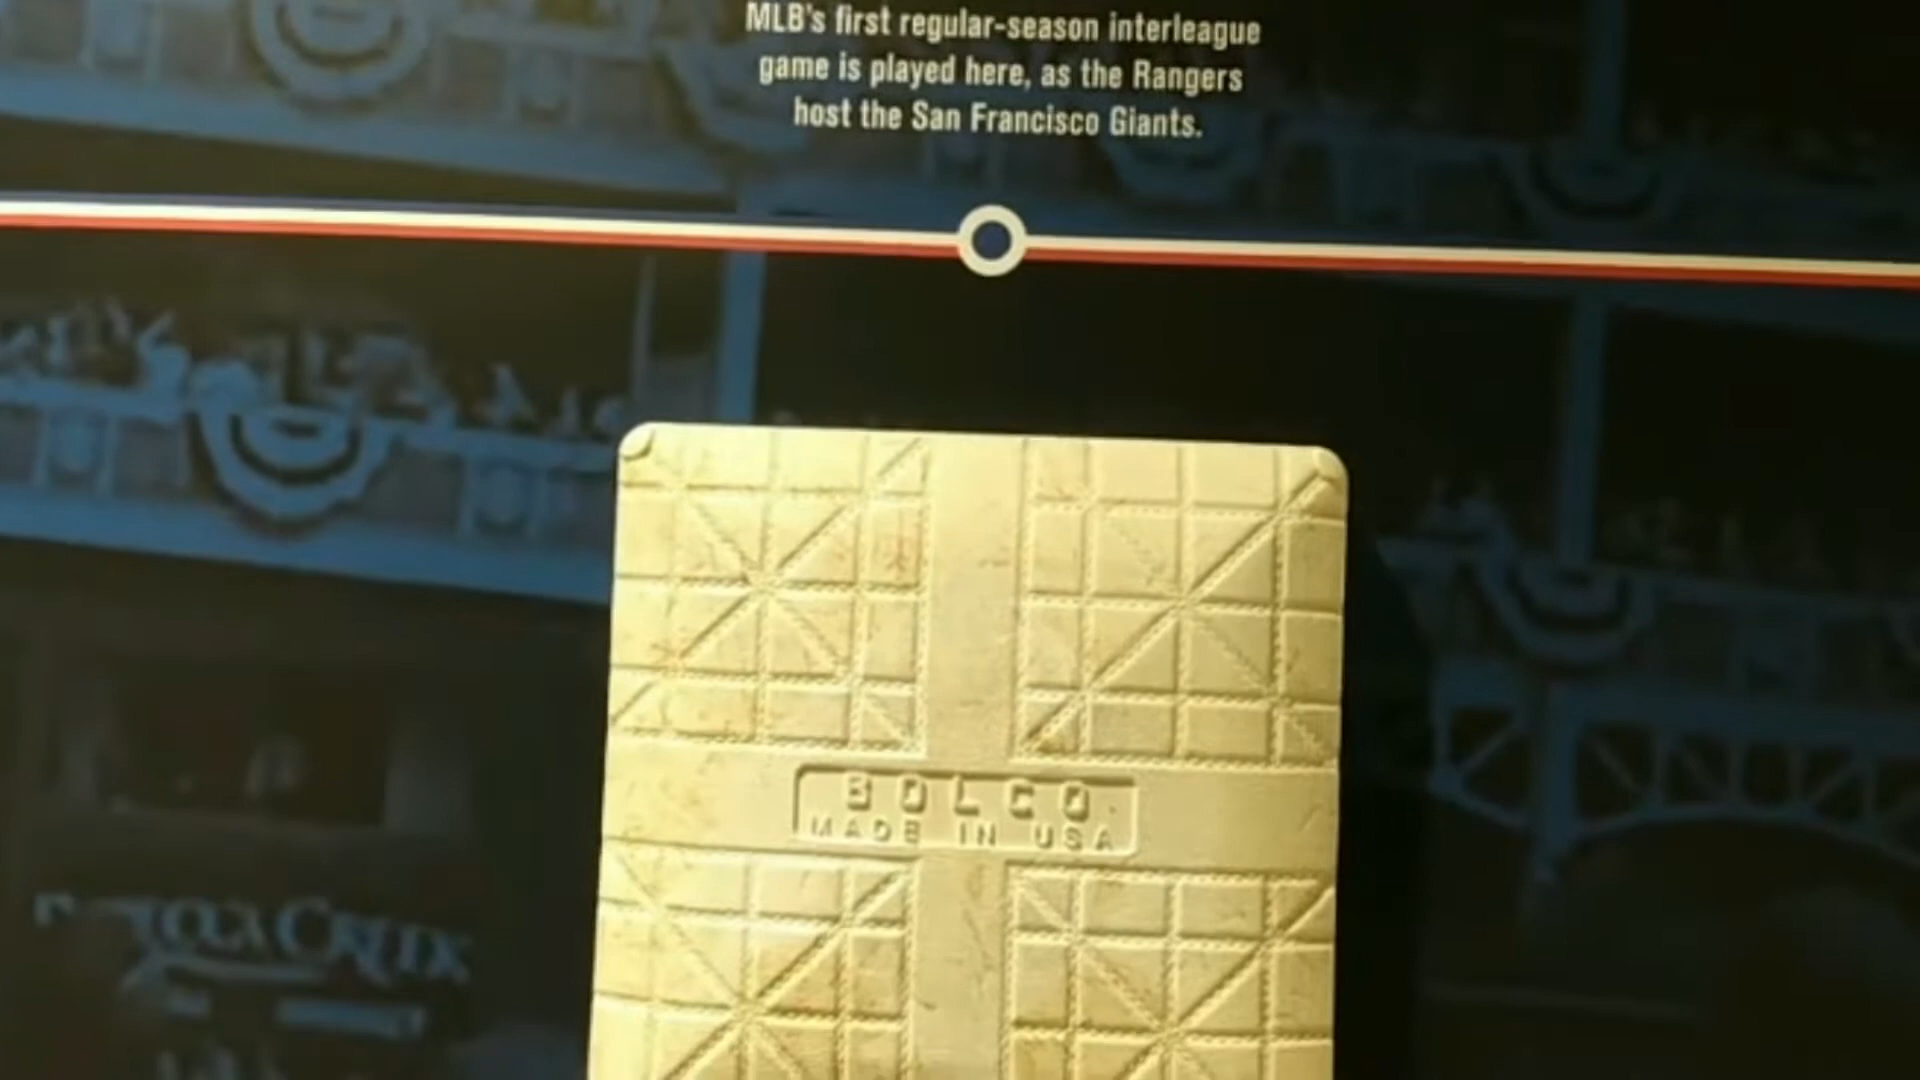 MLB's first regular-season interleague
game is played here, as the Rangers
host the San Francisco Giants.
BOLCO
MADE IN USA